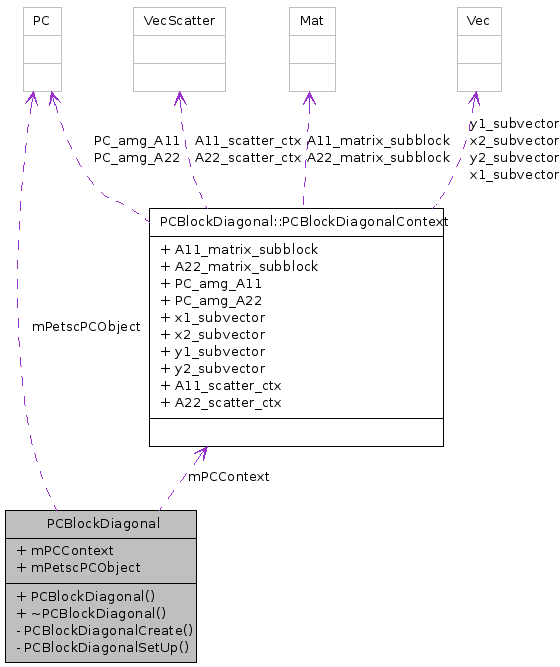 PC
VecScatter
Mat
Vec
PC_amg_A11
PC_amg_A22
A11_scatter_ctx
A22_scatter_ctx
A11_matrix_subblock
A22_matrix_subblock
y1_subvector
x2_subvector
y2_subvector
x1_subvector
PCBlockDiagonal::PCBlockDiagonalContext
+ A11_matrix_subblock
+ A22_matrix_subblock
+ PC_amg_A11
+ PC_amg_A22
+ x1_subvector
+ x2_subvector
+ y1_subvector
+ y2_subvector
+ A11_scatter_ctx
+ A22_scatter_ctx
mPetscPCObject
mPCContext
PCBlockDiagonal
+ mPCContext
+ mPetscPCObject
+ PCBlockDiagonal()
+ ~PCBlockDiagonal()
- PCBlockDiagonalCreate()
- PCBlockDiagonalSetUp()